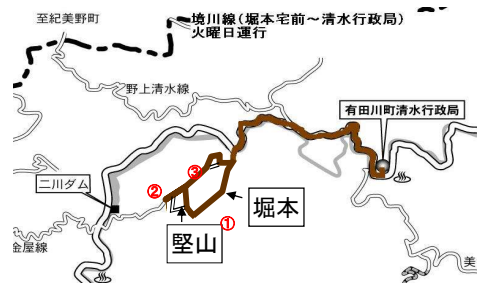 至紀美野町
境川線(堀本宅前～清水行政局)
火曜日運行
野上清水線
有田川町清水行政局
③
②
二川ダム
堀本
①
堅山
金屋線
美